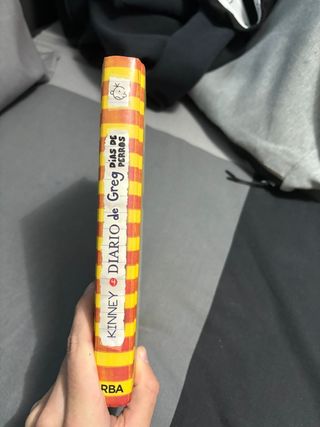 KINNEY DIARIO de Greg
DÍAS DE
PERROS
RBA